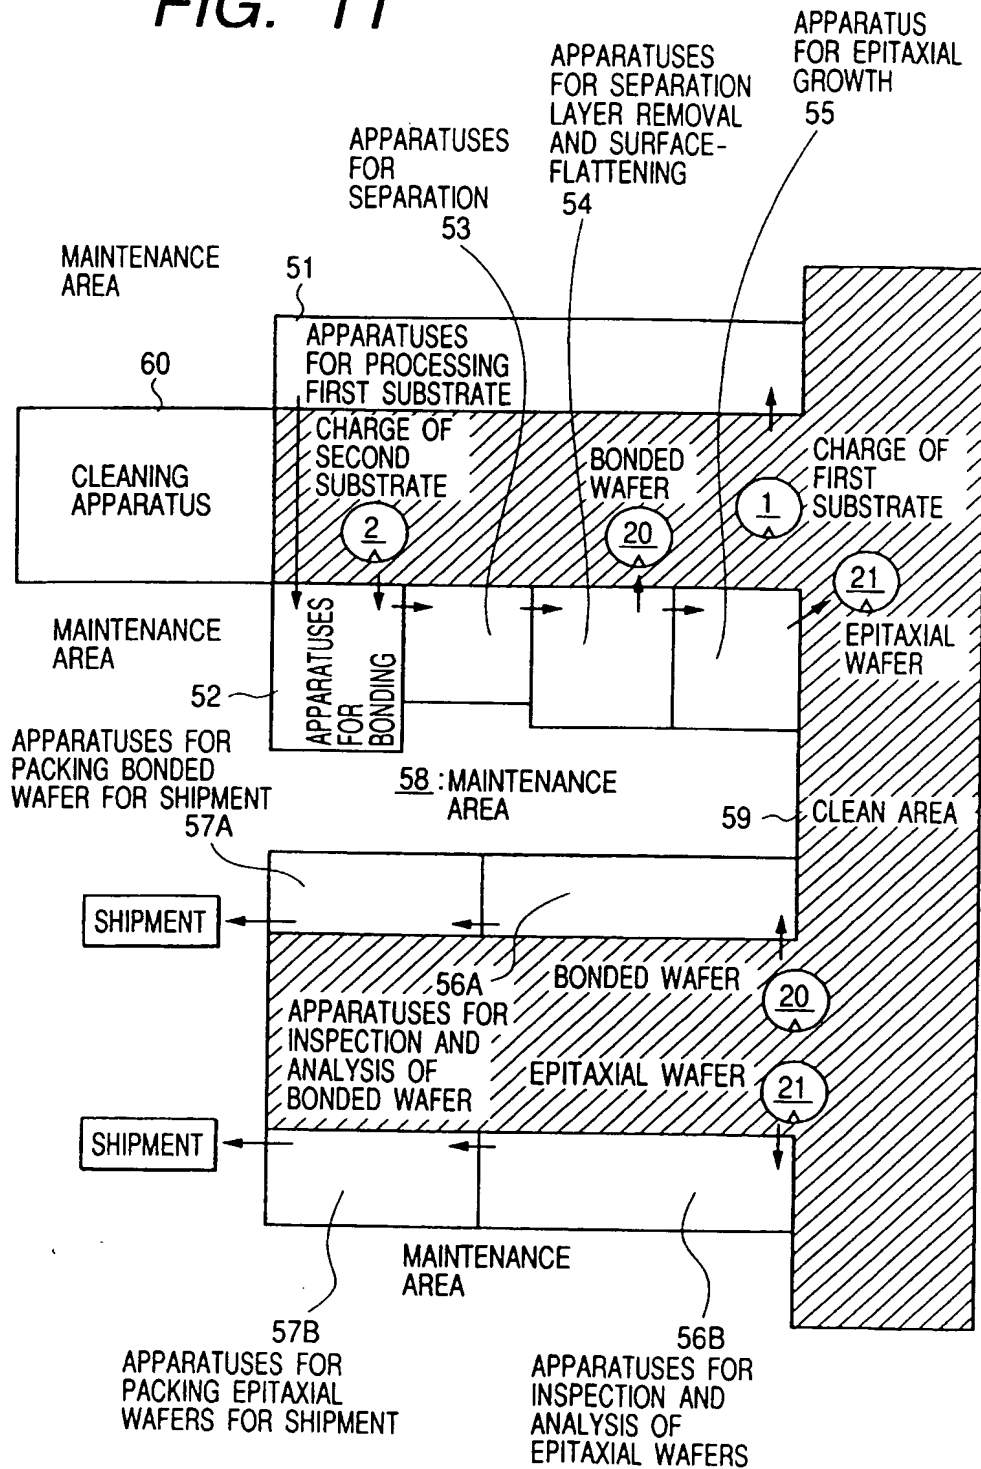 FIG. 11
APPARATUS
FOR EPITAXIAL
GROWTH
55
APPARATUSES
FOR SEPARATION
LAYER REMOVAL
AND SURFACE-
FLATTENING
54
APPARATUSES
FOR
SEPARATION
53
MAINTENANCE
AREA
51
APPARATUSES
FOR PROCESSING
FIRST SUBSTRATE
60
CLEANING
APPARATUS
CHARGE OF
SECOND
SUBSTRATE
2
BONDED
WAFER
20
1
CHARGE OF
FIRST
SUBSTRATE
21
EPITAXIAL
WAFER
MAINTENANCE
AREA
52
APPARATUSES
FOR
BONDING
APPARATUSES FOR
PACKING BONDED
WAFER FOR SHIPMENT
57A
58 : MAINTENANCE
AREA
59
CLEAN AREA
SHIPMENT
56A
APPARATUSES FOR
INSPECTION AND
ANALYSIS OF
BONDED WAFER
BONDED WAFER
20
EPITAXIAL WAFER
21
SHIPMENT
MAINTENANCE
AREA
57B
APPARATUSES FOR
PACKING EPITAXIAL
WAFERS FOR SHIPMENT
56B
APPARATUSES FOR
INSPECTION AND
ANALYSIS OF
EPITAXIAL WAFERS